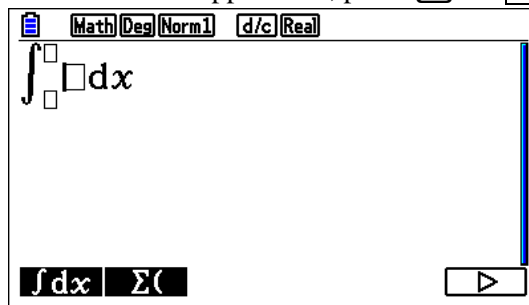 Math Deg Norm1 d/c Real
∫□□ □dx
∫dx Σ( ▷